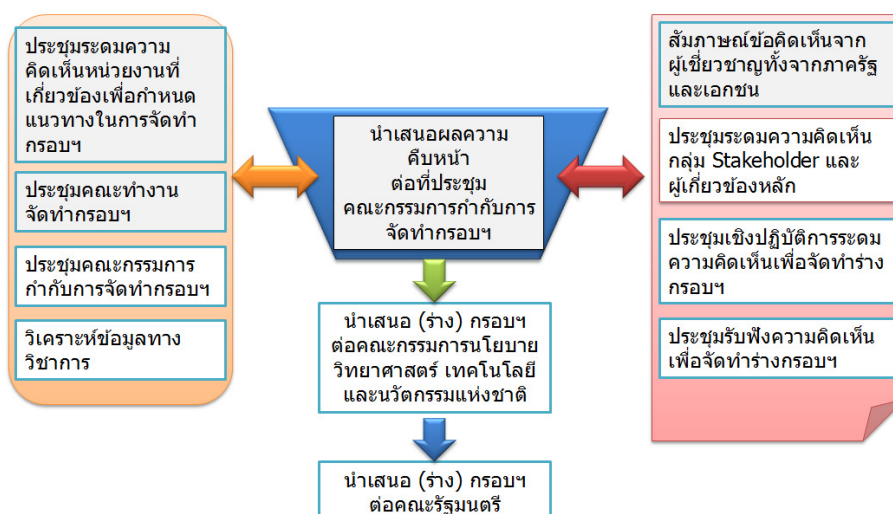 ประชุมระดมความ
คิดเห็นหน่วยงานที่
เกี่ยวข้องเพื่อกำหนด
แนวทางในการจัดทำ
กรอบฯ
ประชุมคณะทำงาน
จัดทำกรอบฯ
ประชุมคณะกรรมการ
กำกับการจัดทำกรอบฯ
วิเคราะห์ข้อมูลทาง
วิชาการ
นำเสนอผลความ
คืบหน้า
ต่อที่ประชุม
คณะกรรมการกำกับการ
จัดทำกรอบฯ
นำเสนอ (ร่าง) กรอบฯ
ต่อคณะกรรมการนโยบาย
วิทยาศาสตร์ เทคโนโลยี
และนวัตกรรมแห่งชาติ
นำเสนอ (ร่าง) กรอบฯ
ต่อคณะรัฐมนตรี
สัมภาษณ์ข้อคิดเห็นจาก
ผู้เชี่ยวชาญทั้งจากภาครัฐ
และเอกชน
ประชุมระดมความคิดเห็น
กลุ่ม Stakeholder และ
ผู้เกี่ยวข้องหลัก
ประชุมเชิงปฏิบัติการระดม
ความคิดเห็นเพื่อจัดทำร่าง
กรอบฯ
ประชุมรับฟังความคิดเห็น
เพื่อจัดทำร่างกรอบฯ